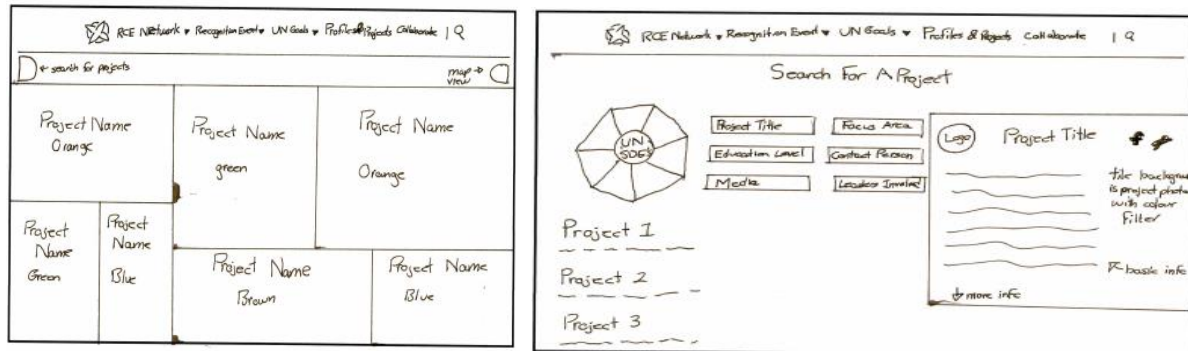 RCE Network ▾ Recognition Event ▾ UN Goals ▾ Profiles & Projects Collaborate | Q
← search for projects
map → view
Project Name
Orange
Project Name
green
Project Name
Orange
Project Name
Green
Project Name
Blue
Project Name
Brown
Project Name
Blue
RCE Network ▾ Recognition Event ▾ UN Goals ▾ Profiles & Projects Collaborate | Q
Search For A Project
UN SDGs
Project Title
Focus Area
Education Level
Contact Person
Media
Leaders Involved
Project 1
Project 2
Project 3
Logo
Project Title
f
tile background
is project photo
with colour
Filter
basic info
↓ more info